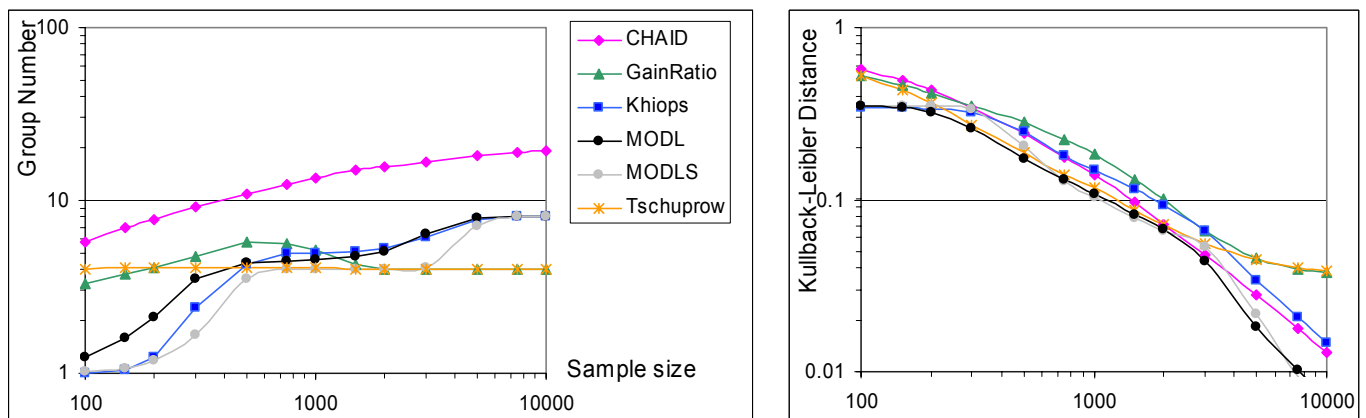 Group Number
100
10
1
100
1000
10000
Sample size
CHAID
GainRatio
Khiops
MODL
MODLS
Tschuprow
Kullback-Leibler Distance
1
0.1
0.01
100
1000
10000